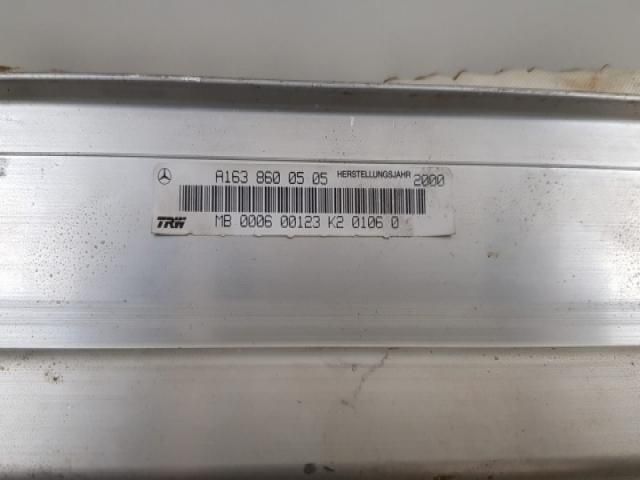 A163 860 05 05 HERSTELLUNGSJAHR 2000
TRW MB 0006 00123 K2 0106 0